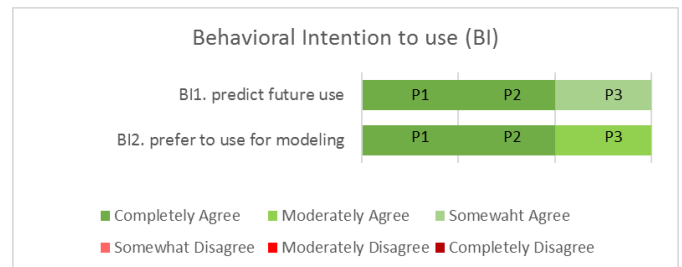 Behavioral Intention to use (BI)
BI1. predict future use P1 P2 P3
BI2. prefer to use for modeling P1 P2 P3
Completely Agree Moderately Agree Somewaht Agree
Somewhat Disagree Moderately Disagree Completely Disagree